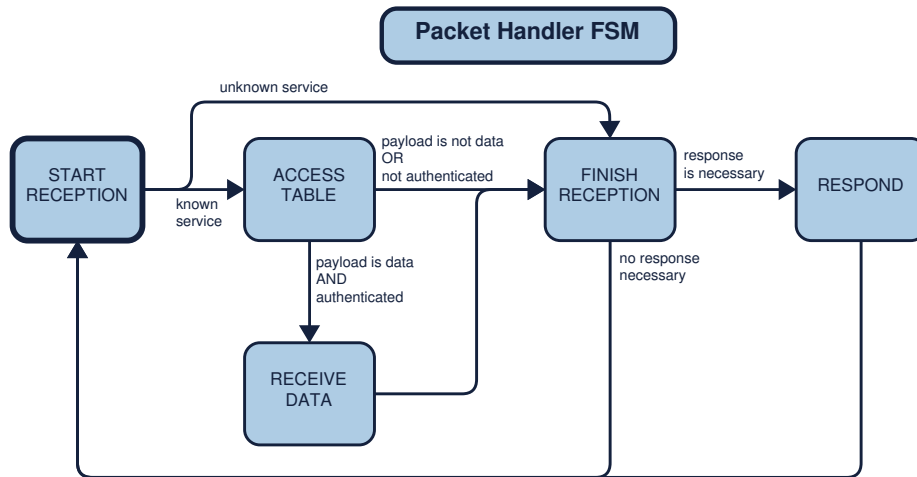 Packet Handler FSM
unknown service
START
RECEPTION
known
service
ACCESS
TABLE
payload is not data
OR
not authenticated
FINISH
RECEPTION
response
is necessary
RESPOND
payload is data
AND
authenticated
no response
necessary
RECEIVE
DATA